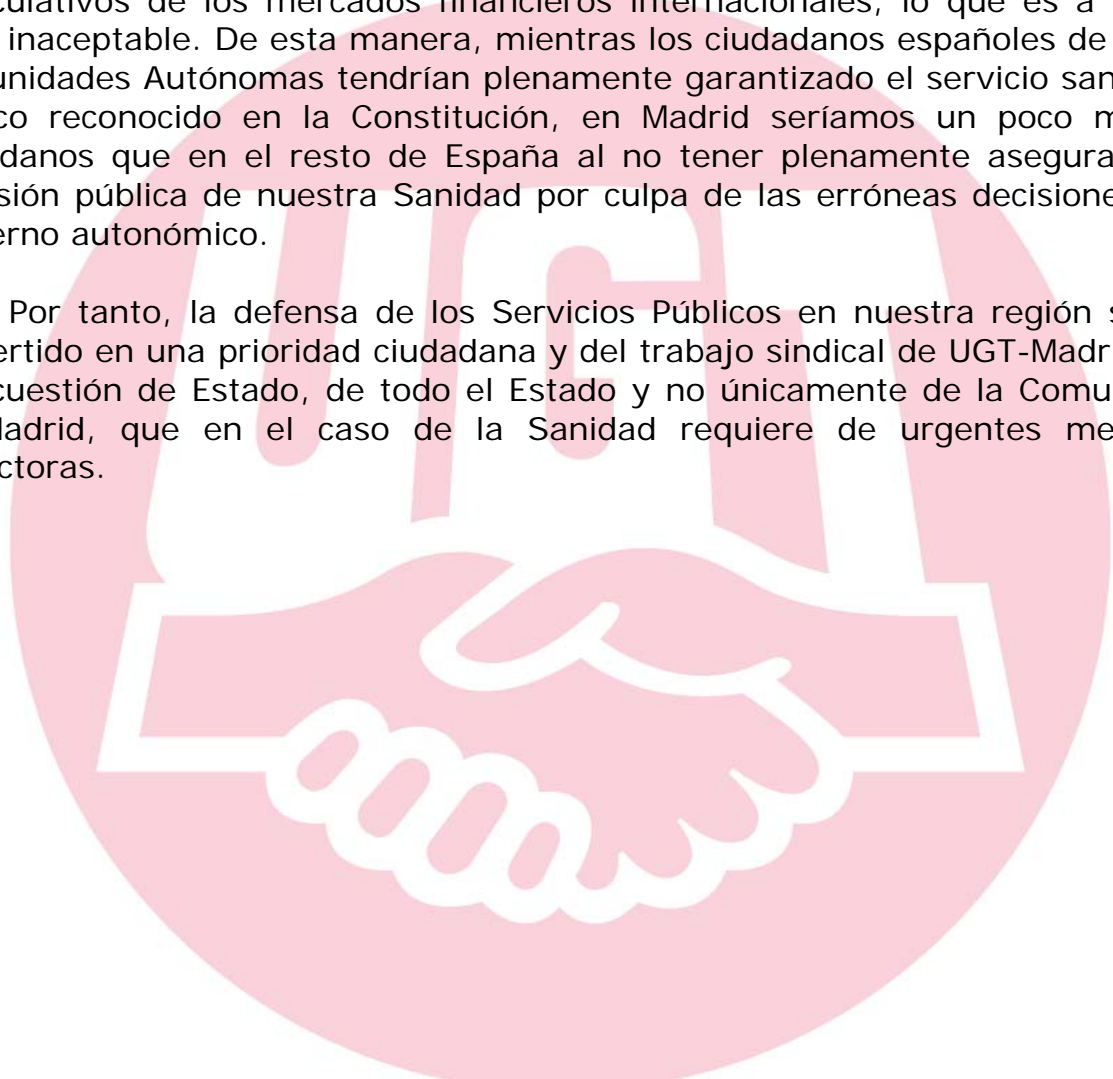 culativos de los mercados financieros internacionales, lo que es a
inaceptable. De esta manera, mientras los ciudadanos españoles de
unidades Autónomas tendrían plenamente garantizado el servicio san
co reconocido en la Constitución, en Madrid seríamos un poco m
danos que en el resto de España al no tener plenamente asegura
sión pública de nuestra Sanidad por culpa de las erróneas decisione
erno autonómico.
Por tanto, la defensa de los Servicios Públicos en nuestra región s
ertido en una prioridad ciudadana y del trabajo sindical de UGT-Madr
cuestión de Estado, de todo el Estado y no únicamente de la Comu
Madrid, que en el caso de la Sanidad requiere de urgentes me
ctoras.
UGT